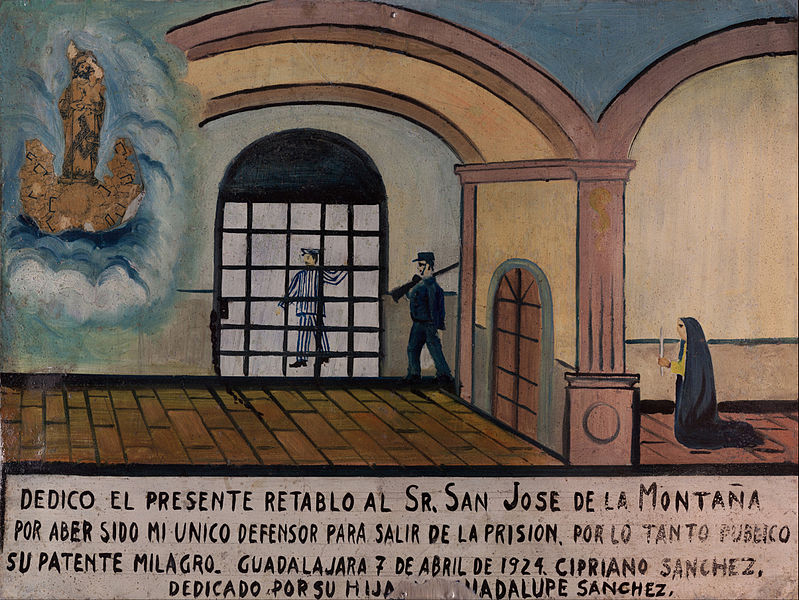 DEDICO EL PRESENTE RETABLO AL SR. SAN JOSE DE LA MONTAÑA
POR ABER SIDO MI UNICO DEFENSOR PARA SALIR DE LA PRISION, POR LO TANTO PUBLICO
SU PATENTE MILAGRO. GUADALAJARA 7 DE ABRIL DE 1924. CIPRIANO SANCHEZ,
DEDICADO POR SU HIJA SANCHEZ.